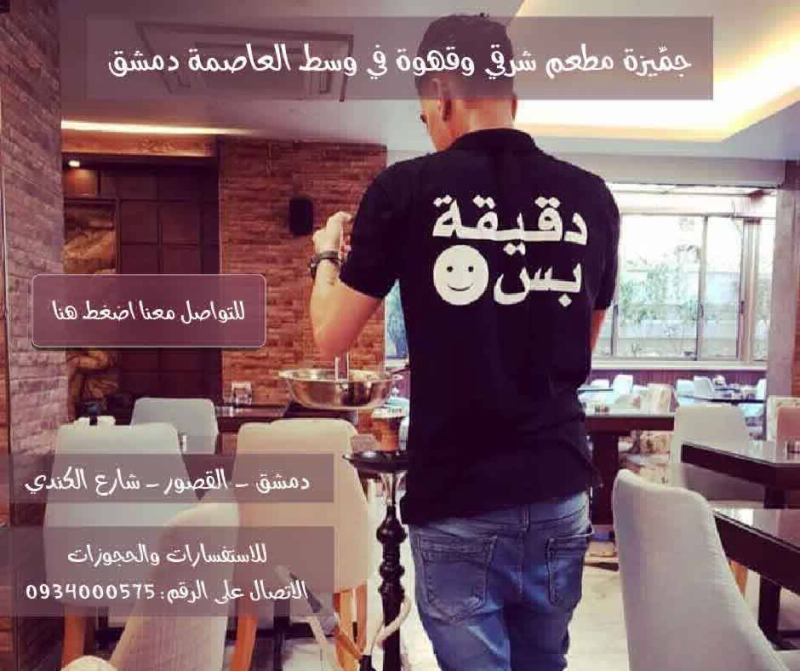 جمّيزة مطعم شرقي وقهوة في وسط العاصمة دمشق
دقيقة
بس
للتواصل معنا اضغط هنا
دمشق - القصور - شارع الكندي
للاستفسارات والحجوزات
الاتصال على الرقم: 0934000575